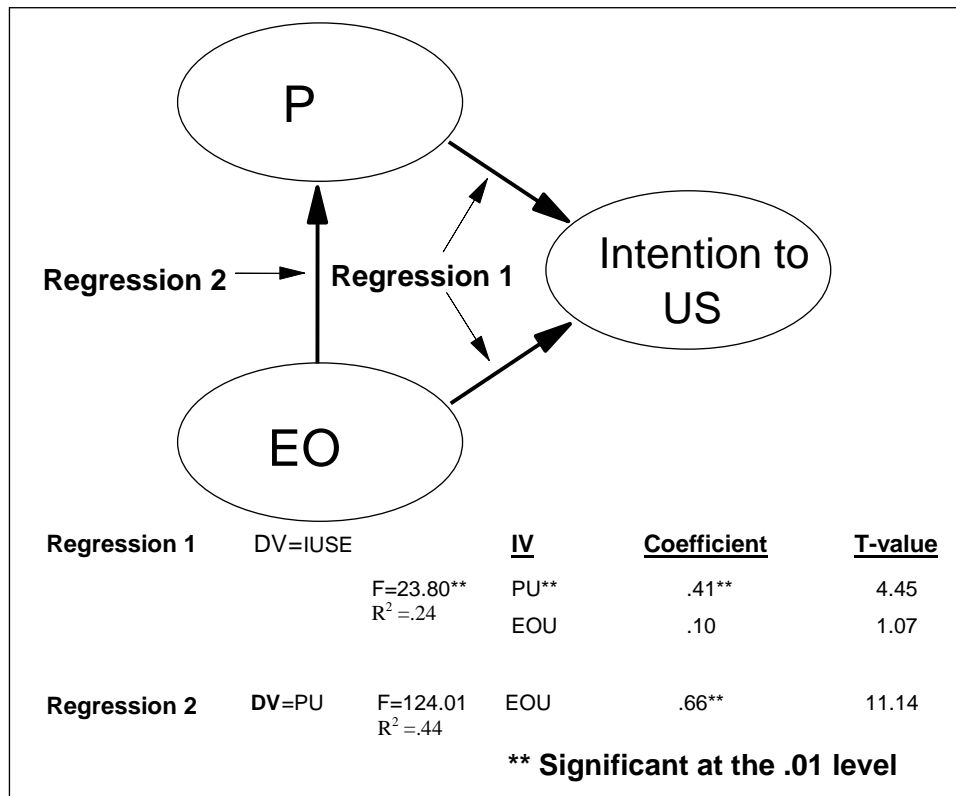 P
Intention to
US
Regression 2
Regression 1
EO
Regression 1 DV=IUSE IV Coefficient T-value
F=23.80** PU** .41** 4.45
R² =.24
EOU .10 1.07
Regression 2 DV=PU F=124.01 EOU .66** 11.14
R² =.44
** Significant at the .01 level